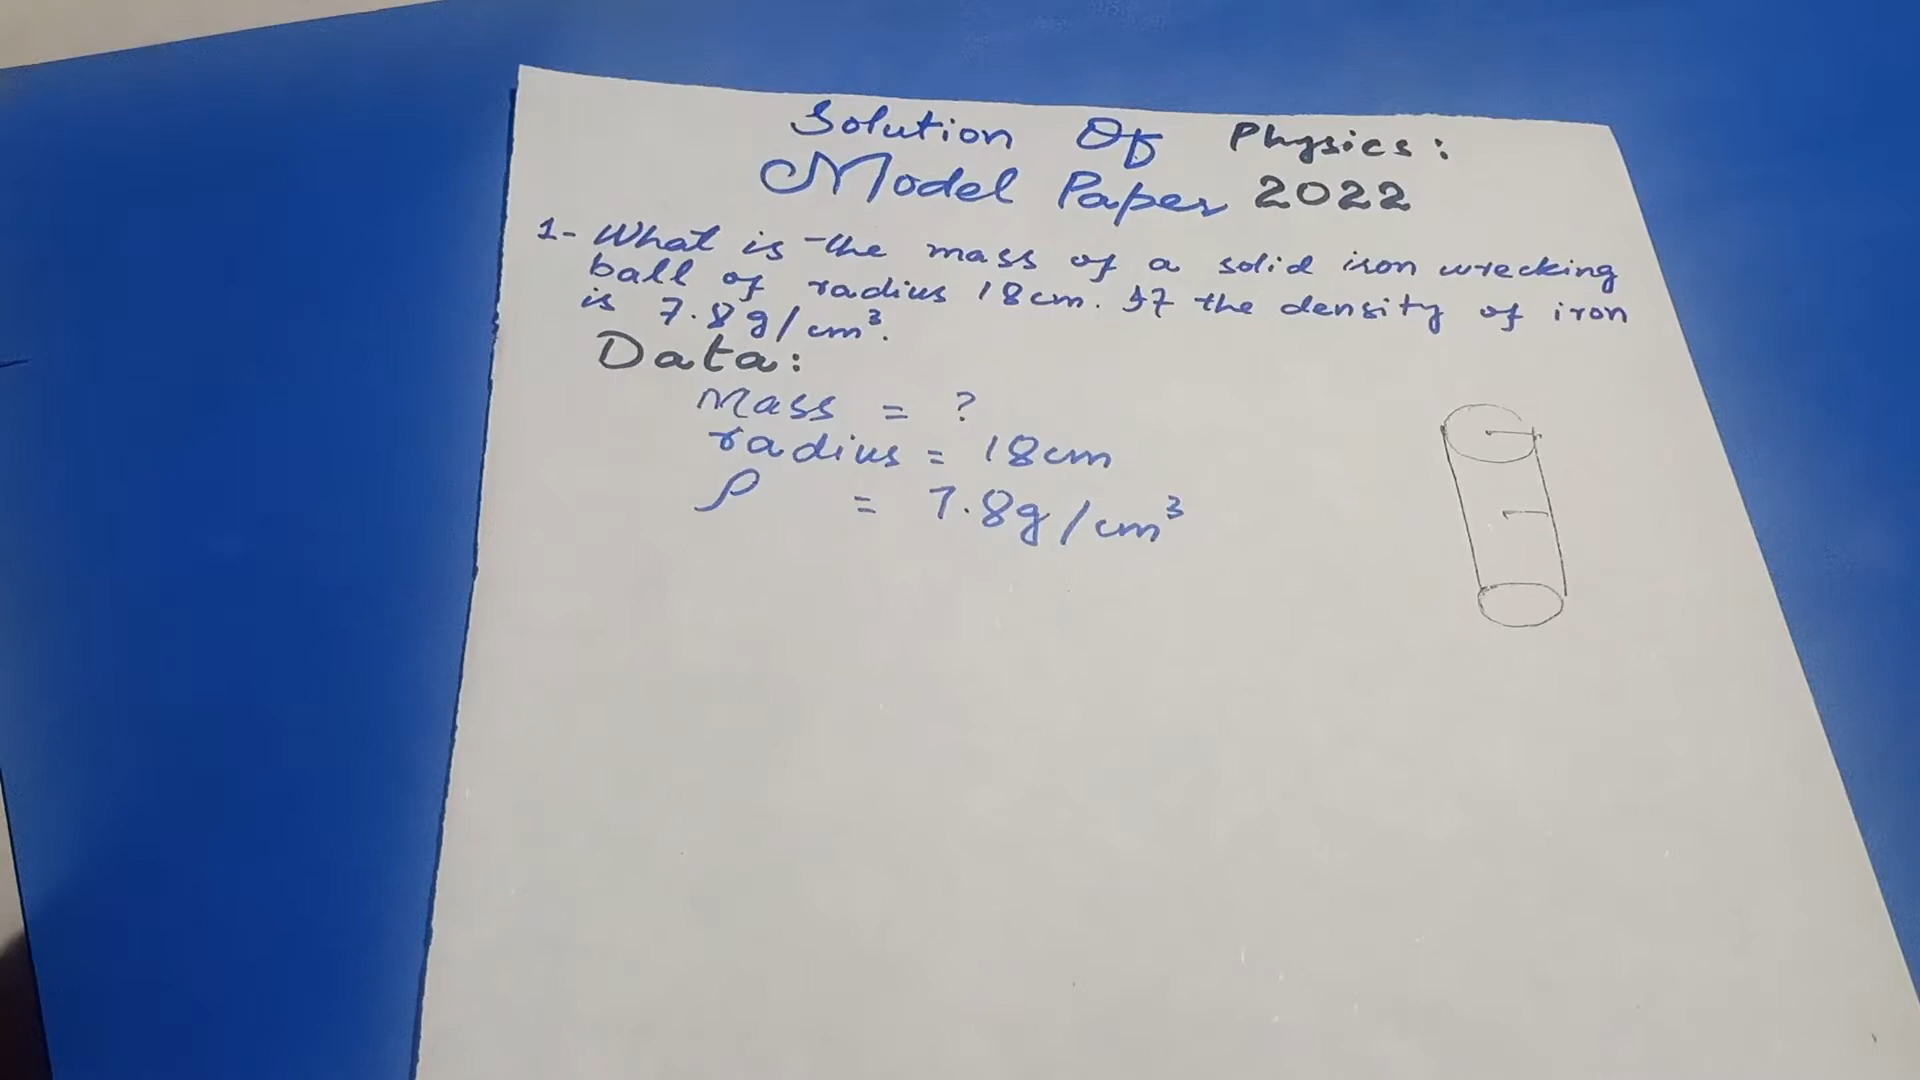 Solution Of Physics:
Model Paper 2022
1- What is the mass of a solid iron wrecking
ball of radius 18cm. If the density of iron
is 7.8g/cm³.
Data:
Mass = ?
radius = 18cm
ρ = 7.8g/cm³